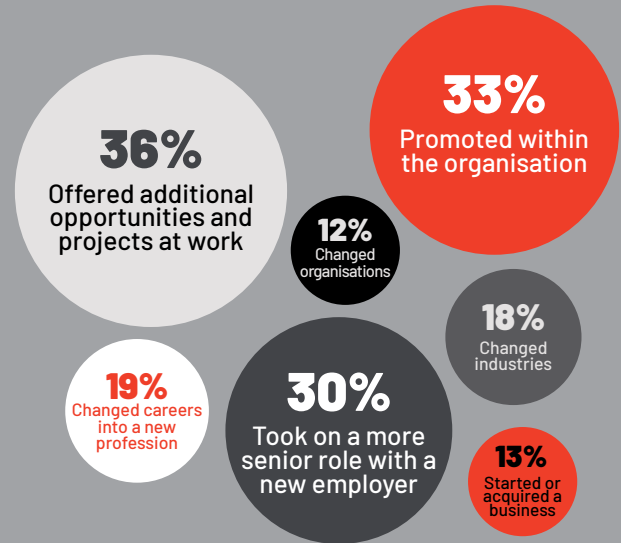 36%
Offered additional
opportunities and
projects at work
33%
Promoted within
the organisation
12%
Changed
organisations
18%
Changed
industries
19%
Changed careers
into a new
profession
30%
Took on a more
senior role with a
new employer
13%
Started or
acquired a
business